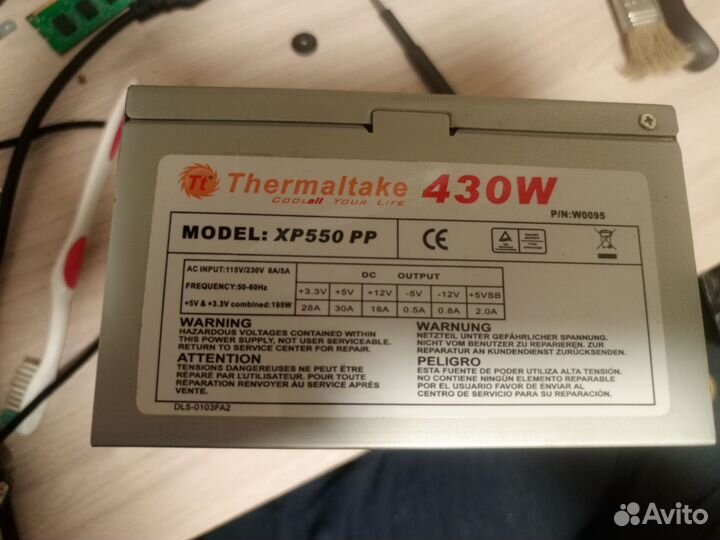 Tt Thermaltake 430W
COOLall YOUR LIFE
P/N:W0095
MODEL: XP550 PP
CE
AC INPUT:115V/230V 8A/5A
FREQUENCY:50-60Hz
+5V & +3.3V combined:195W
DC OUTPUT
+3.3V +5V +12V -5V -12V +5VSB
28A 30A 18A 0.5A 0.8A 2.0A
WARNING
HAZARDOUS VOLTAGES CONTAINED WITHIN
THIS POWER SUPPLY, NOT USER SERVICEABLE.
RETURN TO SERVICE CENTER FOR REPAIR.
ATTENTION
TENSIONS DANGEREUSES NE PEUT ÊTRE
RÉPARÉ PAR L'UTILISATEUR. POUR TOUTE
RÉPARATION RENVOYER AU SERVICE APRÈS
VENTE.
WARNUNG
NETZTEIL UNTER GEFÄHRLICHER SPANNUNG.
NICHT VOM BENUTZER ZU REPARIEREN. ZUR
REPARATUR AN KUNDENDIENST ZURÜCKSENDEN.
PELIGRO
ESTA FUENTE DE PODER UTILIZA ALTA TENSIÓN.
NO CONTIENE NINGUN ELEMENTO REPARABLE
POR EL USUARIO FAVOR DE ENVIAR AL
CENTRO DE SERVICIO PARA SU REPARACIÓN.
DL5-0103FA2
Avito